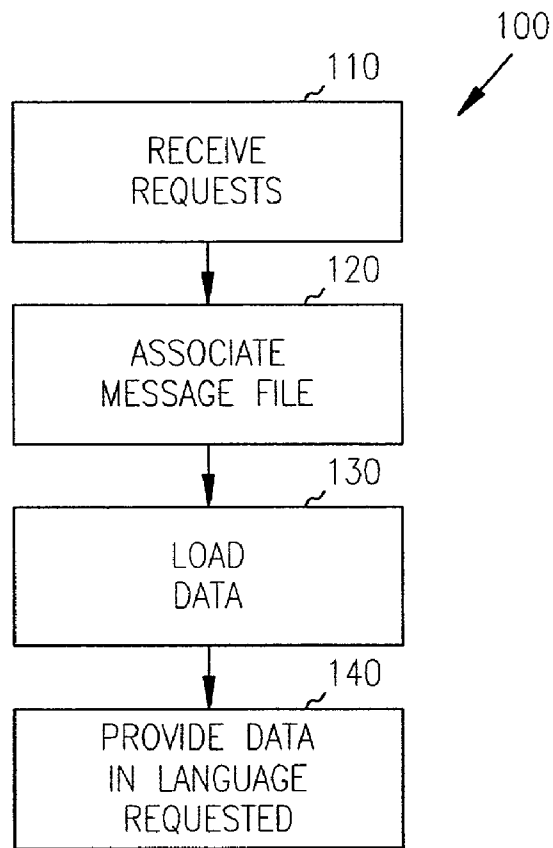 100
110
RECEIVE
REQUESTS
120
ASSOCIATE
MESSAGE FILE
130
LOAD
DATA
140
PROVIDE DATA
IN LANGUAGE
REQUESTED